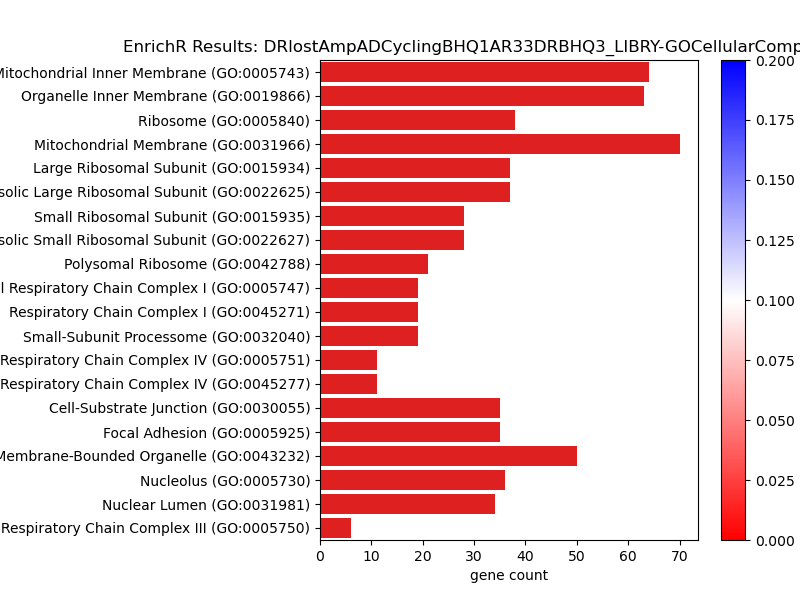 EnrichR Results: DRlostAmpADCyclingBHQ1AR33DRBHQ3_LIBRY-GOCellularComp
Mitochondrial Inner Membrane (GO:0005743)
Organelle Inner Membrane (GO:0019866)
Ribosome (GO:0005840)
Mitochondrial Membrane (GO:0031966)
Large Ribosomal Subunit (GO:0015934)
solic Large Ribosomal Subunit (GO:0022625)
Small Ribosomal Subunit (GO:0015935)
solic Small Ribosomal Subunit (GO:0022627)
Polysomal Ribosome (GO:0042788)
l Respiratory Chain Complex I (GO:0005747)
Respiratory Chain Complex I (GO:0045271)
Small-Subunit Processome (GO:0032040)
Respiratory Chain Complex IV (GO:0005751)
Respiratory Chain Complex IV (GO:0045277)
Cell-Substrate Junction (GO:0030055)
Focal Adhesion (GO:0005925)
Membrane-Bounded Organelle (GO:0043232)
Nucleolus (GO:0005730)
Nuclear Lumen (GO:0031981)
Respiratory Chain Complex III (GO:0005750)
0 10 20 30 40 50 60 70
gene count
0.200
0.175
0.150
0.125
0.100
0.075
0.050
0.025
0.000